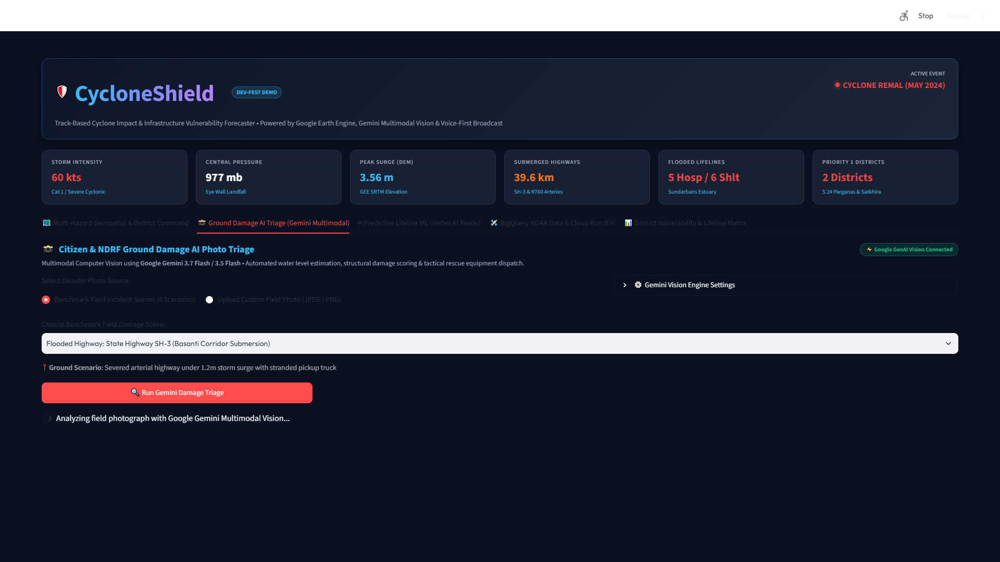 Stop
Deploy
ACTIVE EVENT
CYCLONE REMAL (MAY 2024)
CycloneShield
DEV-FEST DEMO
Track-Based Cyclone Impact & Infrastructure Vulnerability Forecaster • Powered by Google Earth Engine, Gemini Multimodal Vision & Voice-First Broadcast
STORM INTENSITY
60 kts
Cat 1 / Severe Cyclonic
CENTRAL PRESSURE
977 mb
Eye Wall Landfall
PEAK SURGE (DEM)
3.56 m
GEE SRTM Elevation
SUBMERGED HIGHWAYS
39.6 km
SH-3 & R760 Arteries
FLOODED LIFELINES
5 Hosp / 6 Shlt
Sundarbans Estuary
PRIORITY 1 DISTRICTS
2 Districts
S 24 Parganas & Satkhira
Multi-Hazard Geospatial & District Command
Ground Damage AI Triage (Gemini Multimodal)
Predictive Lifeline ML (Vertex AI Ready)
BigQuery NOAA Data & Cloud Run (E4)
District Vulnerability & Lifeline Matrix
Citizen & NDRF Ground Damage AI Photo Triage
Google GenAI Vision Connected
Multimodal Computer Vision using Google Gemini 3.7 Flash / 3.5 Flash • Automated water level estimation, structural damage scoring & tactical rescue equipment dispatch.
Select Disaster Photo Source:
Gemini Vision Engine Settings
Benchmark Field Incident Scenes (4 Scenarios)
Upload Custom Field Photo (JPEG / PNG)
Choose Benchmark Field Damage Scene:
Flooded Highway: State Highway SH-3 (Basanti Corridor Submersion)
Ground Scenario: Severed arterial highway under 1.2m storm surge with stranded pickup truck
Run Gemini Damage Triage
Analyzing field photograph with Google Gemini Multimodal Vision...